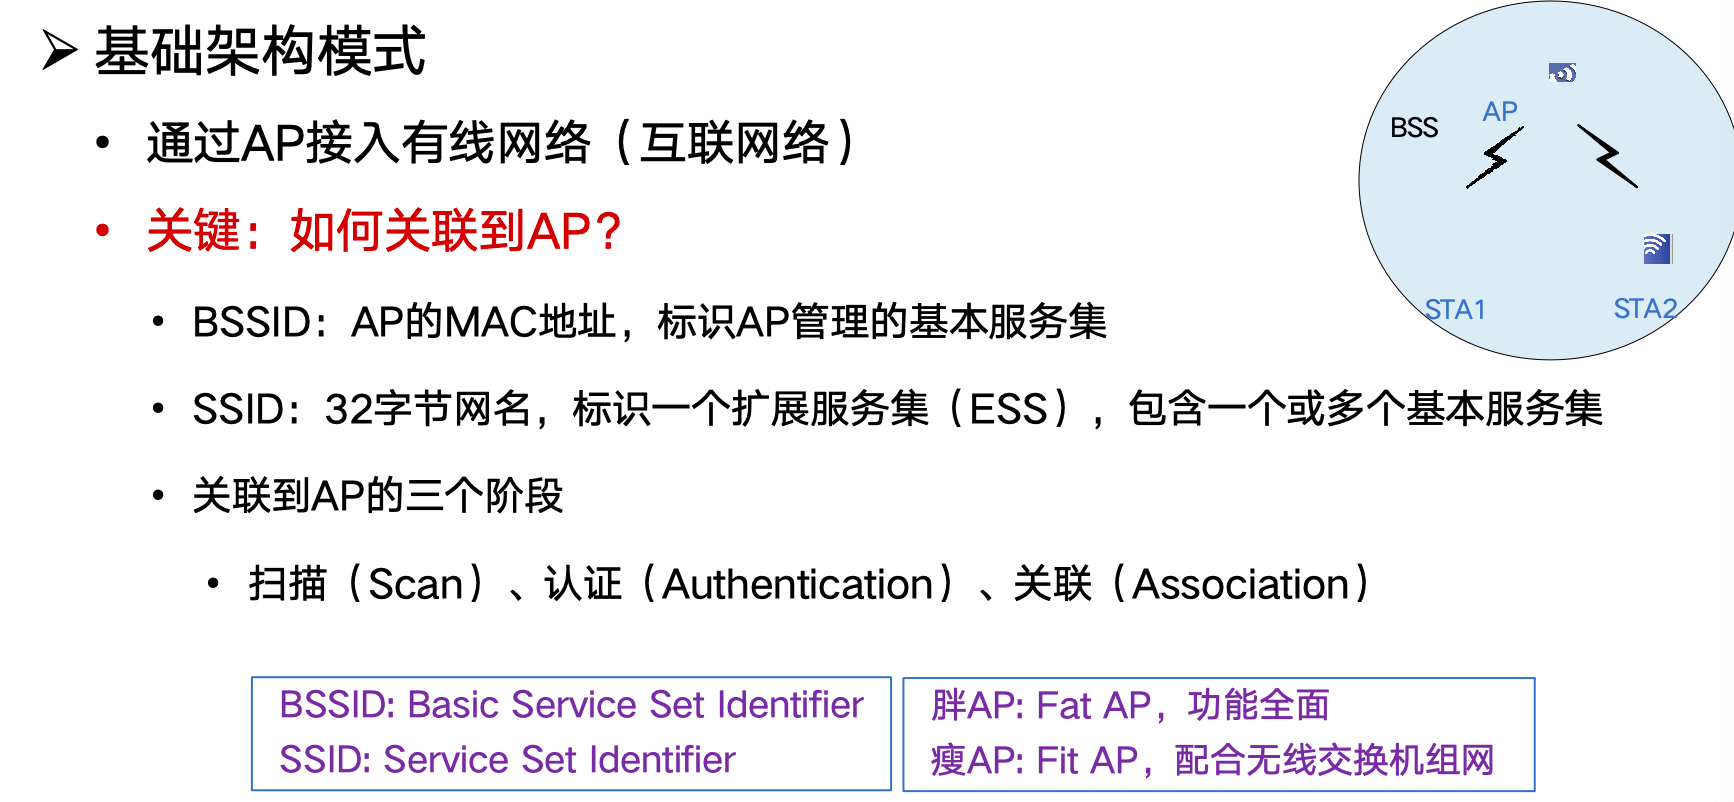 ➢ 基础架构模式
• 通过AP接入有线网络（互联网络）
• 关键：如何关联到AP？
• BSSID：AP的MAC地址，标识AP管理的基本服务集
• SSID：32字节网名，标识一个扩展服务集（ESS），包含一个或多个基本服务集
• 关联到AP的三个阶段
• 扫描（Scan）、认证（Authentication）、关联（Association）
BSS
AP
STA1
STA2
BSSID: Basic Service Set Identifier
SSID: Service Set Identifier
胖AP: Fat AP，功能全面
瘦AP: Fit AP，配合无线交换机组网